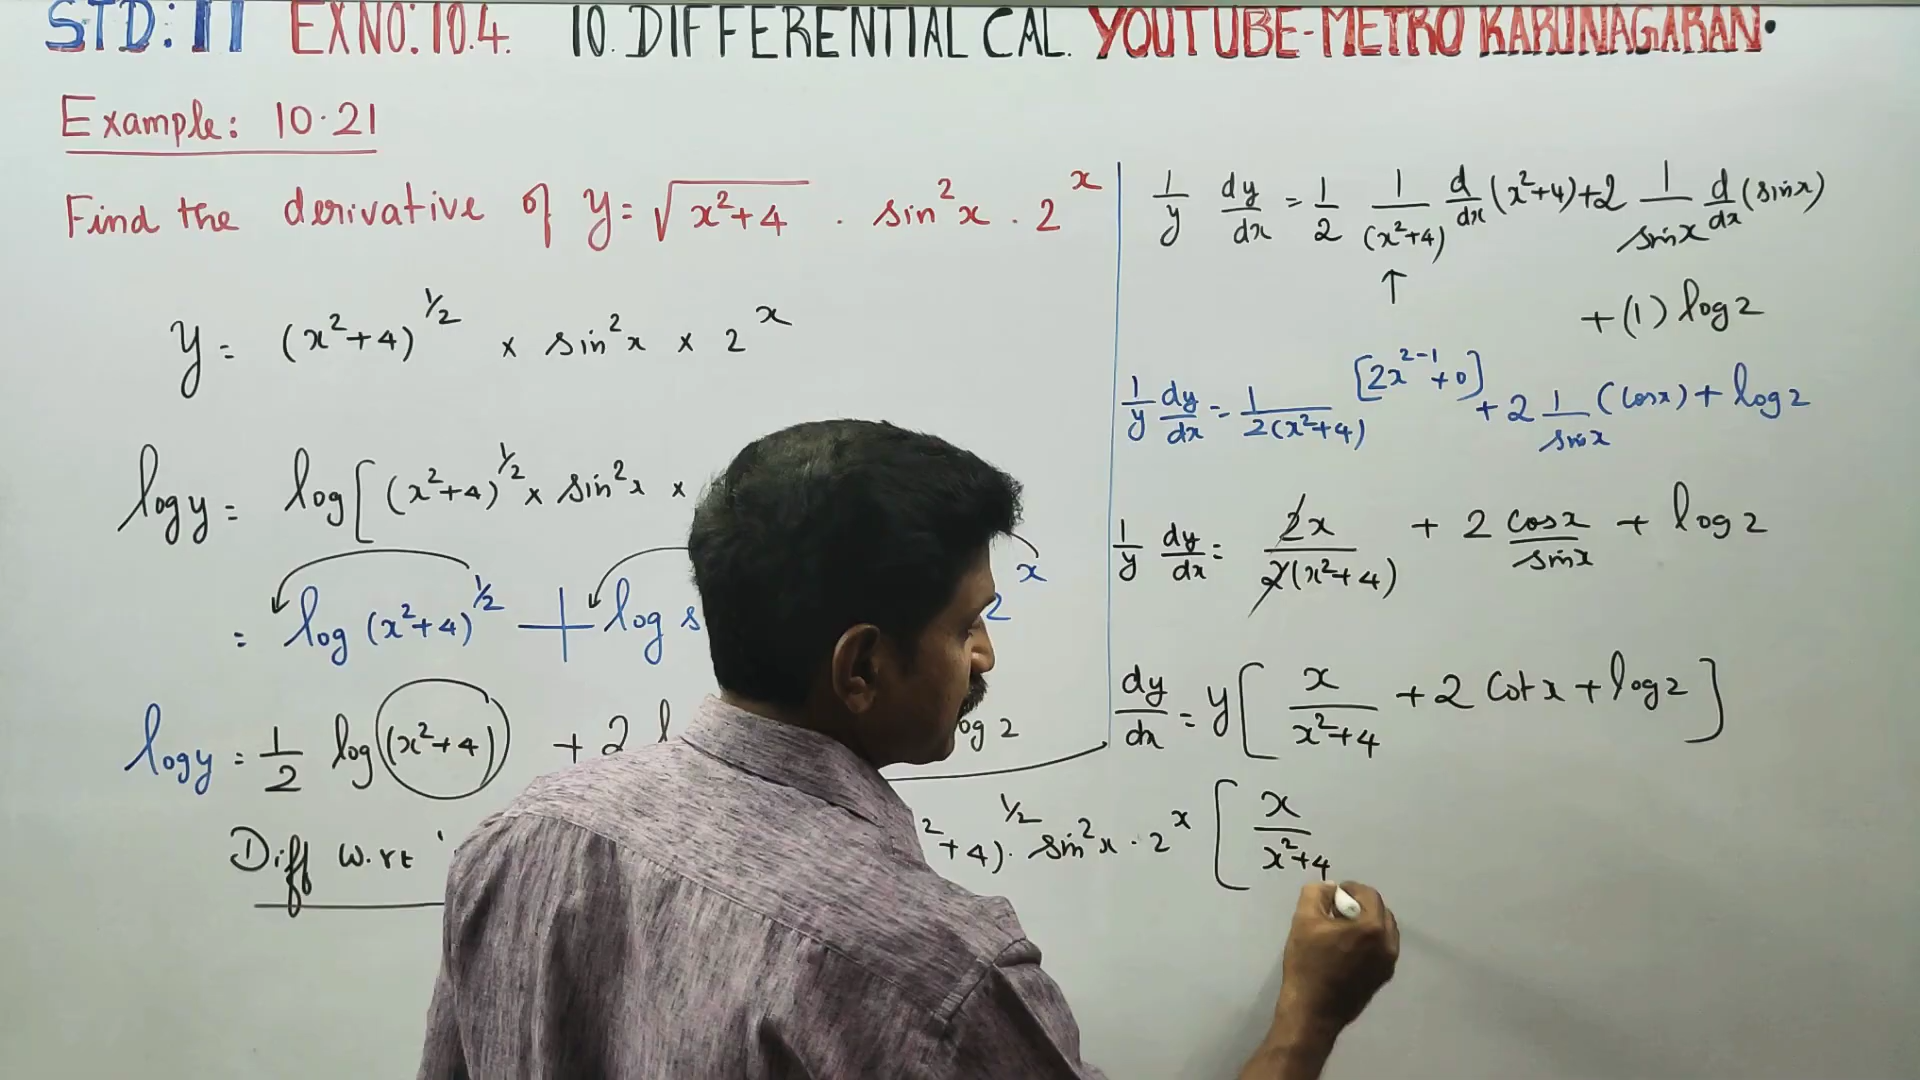 STD: 11 EXNO: 10.4. 10. DIFFERENTIAL CAL. YOUTUBE-METRO KARUNAGARAN.
Example: 10.21
Find the derivative of y = √(x²+4) . sin²x . 2^x
y = (x²+4)^1/2 × sin²x × 2^x
log y = log[(x²+4)^1/2 × sin²x ×
= log (x²+4)^1/2 + log s 2^x
log y = 1/2 log (x²+4) + 2 l og 2
Diff w.rt '
1/y dy/dx = 1/2 1/(x²+4) d/dx (x²+4) + 2 1/sinx d/dx (sinx)
↑ + (1) log 2
1/y dy/dx = 1/2(x²+4) [2x^2-1 + 0] + 2 1/sinx (cosx) + log 2
1/y dy/dx = 2x/2(x²+4) + 2 cosx/sinx + log 2
dy/dx = y [ x/x²+4 + 2 Cot x + log 2 ]
²+4)^1/2 . sin²x . 2^x [ x/x²+4